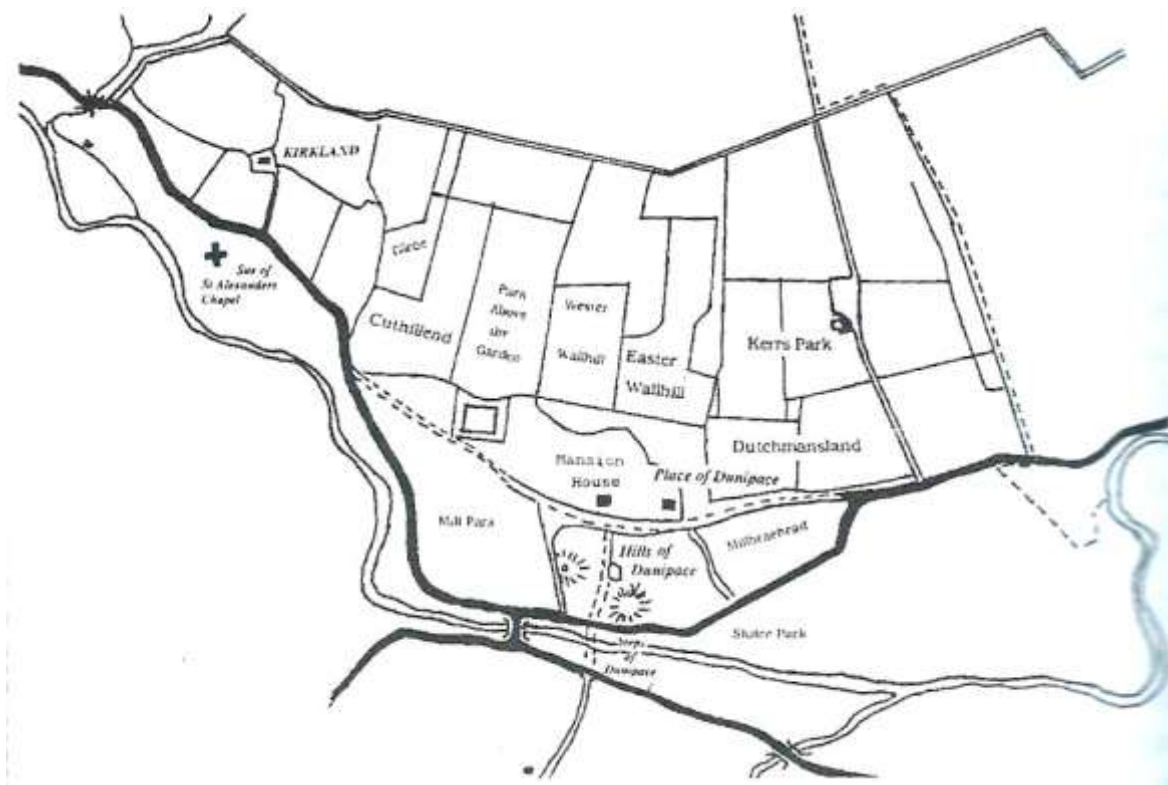 KIRKLAND
Glebe
Site of
St Alexanders
Chapel
Cuthillend
Park
Above
the
Garden
Wester
Wallhill
Easter
Wallhill
Kerrs Park
Dutchmansland
Mansion
House
Place of Dunipace
Mill Park
Hills of
Dunipace
Milnholmhead
Sluice Park
Steps
of
Dunipace